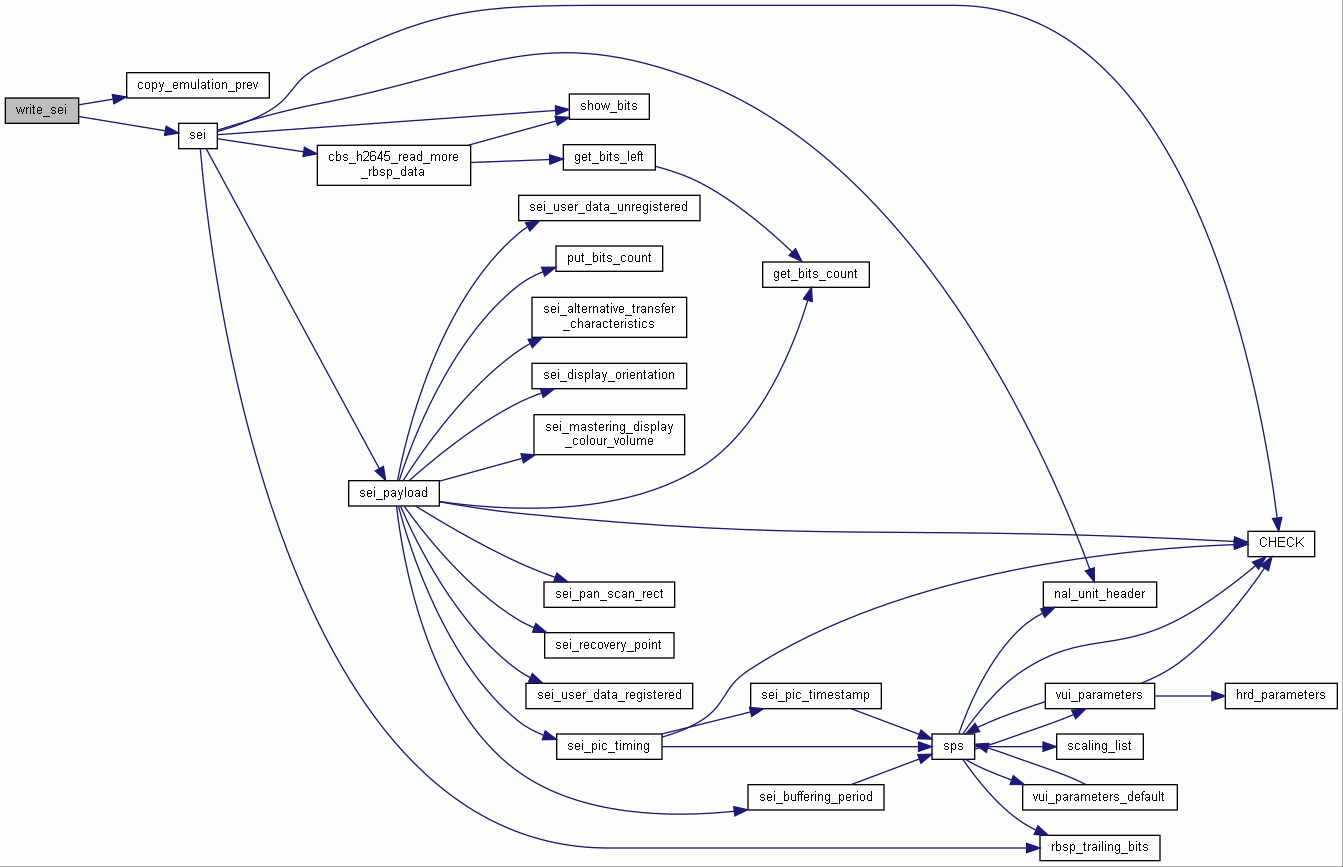 write_sei
copy_emulation_prev
sei
show_bits
cbs_h2645_read_more
_rbsp_data
get_bits_left
sei_user_data_unregistered
put_bits_count
get_bits_count
sei_alternative_transfer
_characteristics
sei_display_orientation
sei_mastering_display
_colour_volume
sei_payload
CHECK
sei_pan_scan_rect
nal_unit_header
sei_recovery_point
sei_user_data_registered
sei_pic_timestamp
vui_parameters
hrd_parameters
sei_pic_timing
sps
scaling_list
sei_buffering_period
vui_parameters_default
rbsp_trailing_bits